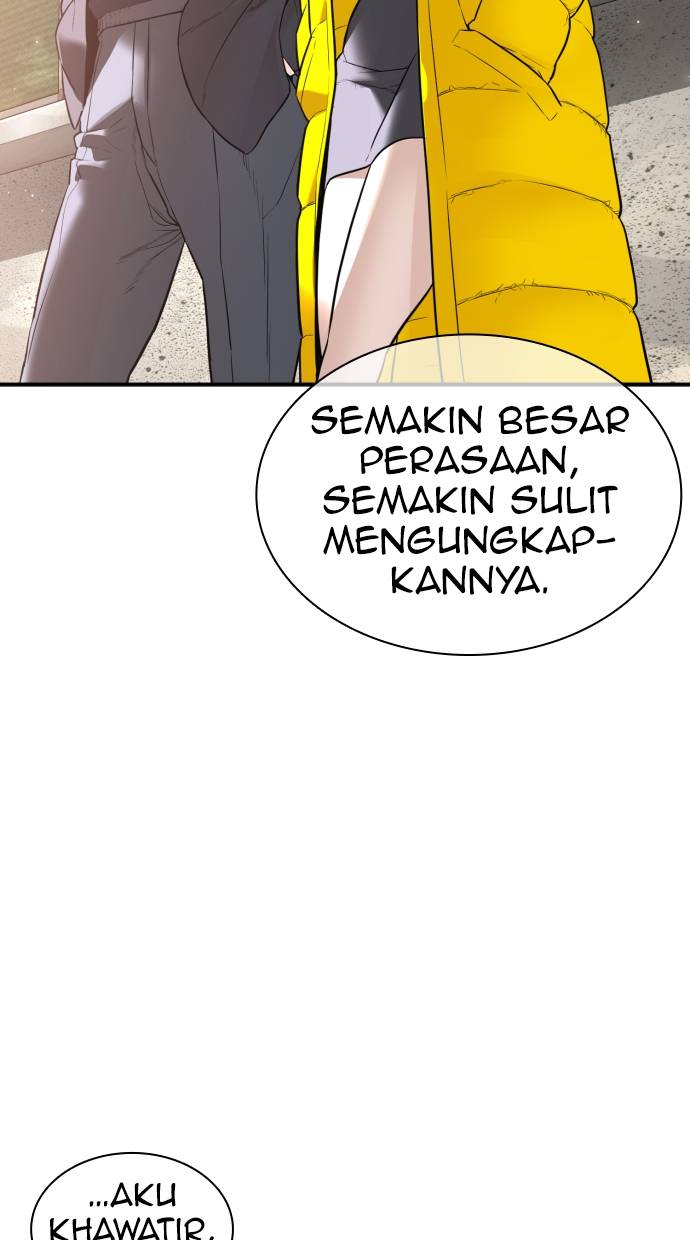 SEMAKIN BESAR
PERASAAN,
SEMAKIN SULIT
MENGUNGKAP-
KANNYA.
...AKU
KHAWATIR,